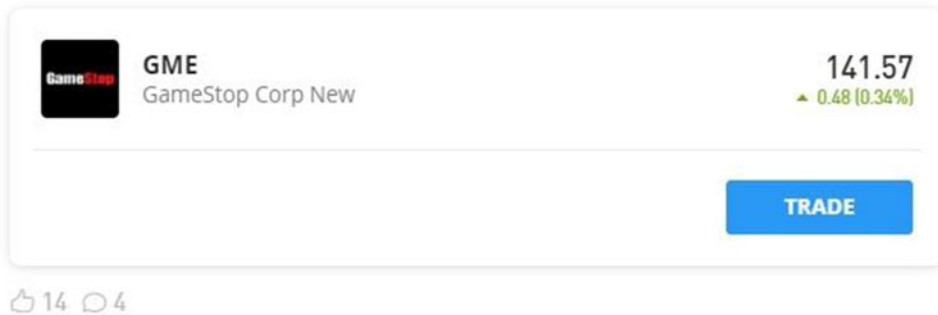 GameStop
GME
GameStop Corp New
141.57
▲ 0.48 (0.34%)
TRADE
14 4